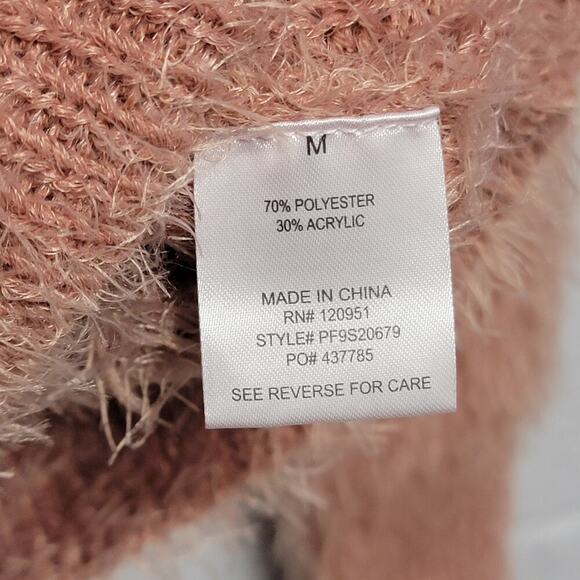 M
70% POLYESTER
30% ACRYLIC
MADE IN CHINA
RN# 120951
STYLE# PF9S20679
PO# 437785
SEE REVERSE FOR CARE